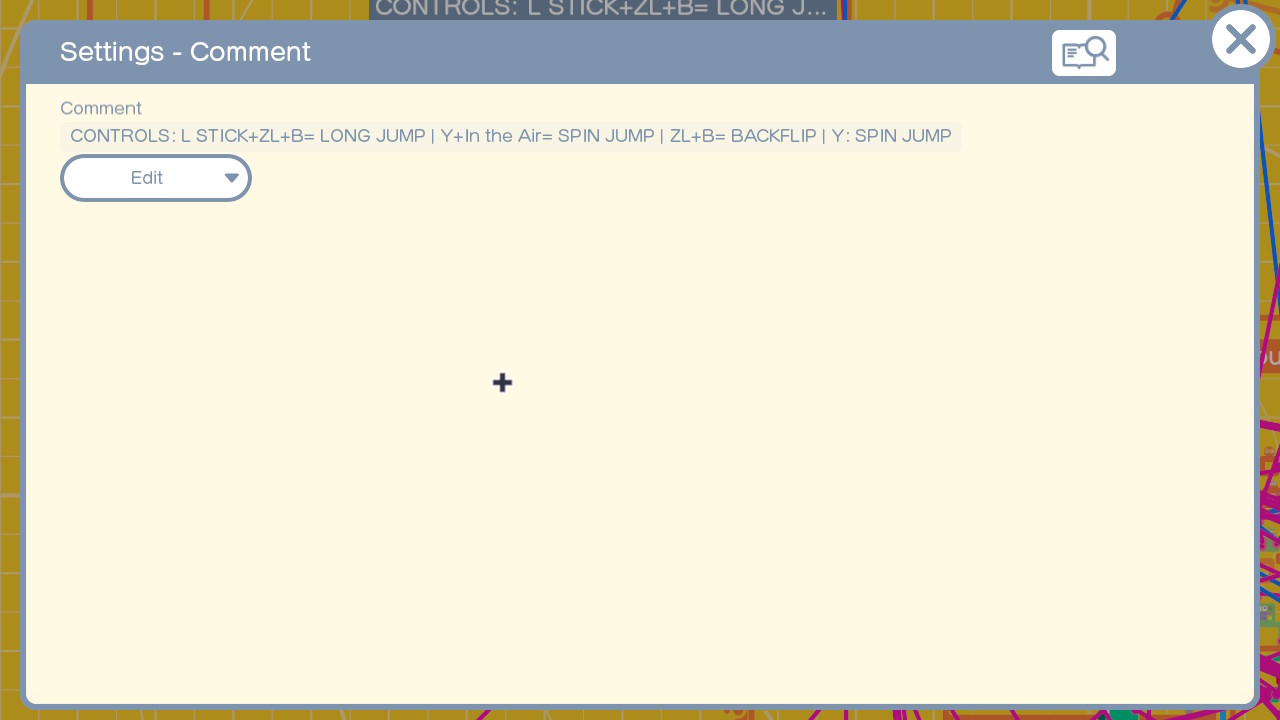 CONTROLS: L STICK+ZL+B= LONG J...
Settings - Comment
Comment
CONTROLS: L STICK+ZL+B= LONG JUMP | Y+In the Air= SPIN JUMP | ZL+B= BACKFLIP | Y: SPIN JUMP
Edit